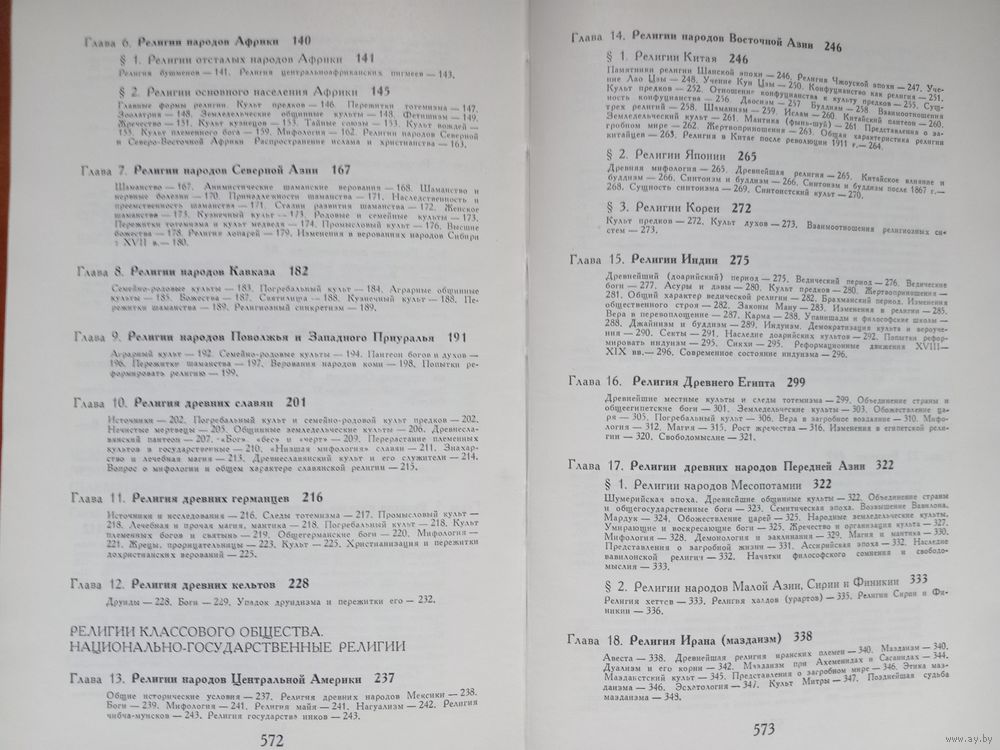 Глава 6. Религии народов Африки 140
§ 1. Религии отсталых народов Африки 141
Религия бушменов — 141. Религия центральноафриканских пигмеев — 143.
§ 2. Религии основного населения Африки 145
Главные формы религии. Культ предков — 146. Пережитки тотемизма — 147.
Зоолатрия — 148. Земледельческие общинные культы — 148. Фетишизм — 149.
Жречество — 151. Культ кузнецов — 153. Тайные союзы — 153. Культ вождей —
155. Культ племенного бога — 159. Мифология — 162. Религии народов Северной
и Северо-Восточной Африки Распространение ислама и христианства — 163.
Глава 7. Религии народов Северной Азии 167
Шаманство — 167. Анимистические шаманские верования — 168. Шаманство и
нервные болезни — 170. Принадлежности шаманства — 171. Наследственность и
преемственность шаманства — 171. Стадии развития шаманства — 172. Женское
шаманство — 173. Кузнечный культ — 173. Родовые и семейные культы — 173.
Пережитки тотемизма и культ медведя — 174. Промысловый культ — 176. Высшие
божества — 178. Религия лопарей — 179. Изменения в верованиях народов Сибири
с XVII в.— 180.
Глава 8. Религии народов Кавказа 182
Семейно-родовые культы — 183. Погребальный культ — 184. Аграрные общинные
культы — 185. Божества — 187. Святилища — 188. Кузнечный культ — 188. Пе-
режитки шаманства — 189. Религиозный синкретизм — 189.
Глава 9. Религии народов Поволжья и Западного Приуралья 191
Аграрный культ — 192. Семейно-родовые культы — 194. Пантеон богов и духов —
196. Пережитки шаманства — 197. Верования народов коми — 198. Попытки ре-
формировать религию — 199.
Глава 10. Религия древних славян 201
Источники — 202. Погребальный культ и семейно-родовой культ предков — 202.
Нечистые мертвецы — 205. Общинные земледельческие культы — 206. Древнесла-
вянский пантеон — 207. «Бог», «бес» и «черт» — 209. Перерастание племенных
культов в государственные — 210. «Низшая мифология» славян — 211. Знахар-
ство и лечебная магия — 213. Древнеславянский культ и его служители — 214.
Вопрос о мифологии и общем характере славянской религии — 215.
Глава 11. Религия древних германцев 216
Источники и исследования — 216. Следы тотемизма — 217. Промысловый культ —
218. Лечебная и прочая магия, мантика — 218. Погребальный культ — 218. Культ
племенных богов и святынь — 219. Общегерманские боги — 220. Мифология —
221. Жрецы, прорицательницы — 223. Культ — 225. Христианизация и пережитки
дохристианских верований — 225.
Глава 12. Религия древних кельтов 228
Друиды — 228. Боги — 229. Упадок друидизма и пережитки его — 232.
РЕЛИГИИ КЛАССОВОГО ОБЩЕСТВА.
НАЦИОНАЛЬНО-ГОСУДАРСТВЕННЫЕ РЕЛИГИИ
Глава 13. Религии народов Центральной Америки 237
Общие исторические условия — 237. Религия древних народов Мексики — 238.
Боги — 239. Мифология — 241. Религия майя — 241. Нагуализм — 242. Религия
чибча-муисков — 243. Религия государства инков — 243.
572
Глава 14. Религии народов Восточной Азии 246
§ 1. Религии Китая 246
Памятники религии Шанской эпохи — 246. Религия Чжоуской эпохи — 247. Уче-
ние Лао Цзы — 248. Учение Кун Цзы — 250. Конфуцианство как религия — 251.
Культ предков — 252. Отношение конфуцианства к культу предков — 255. Сущ-
ность конфуцианства — 256. Даосизм — 257 Буддизм — 258 Взаимоотношения
трех религий — 258. Шаманизм — 259. Ислам — 260. Китайский пантеон — 260.
Земледельческий культ — 261. Мантика (фынь-шуй) — 261 Представления о за-
гробном мире — 262. Жертвоприношения — 263. Общая характеристика религии
китайцев — 263. Религия в Китае после революции 1911 г.— 264.
§ 2. Религии Японии 265
Древняя мифология — 265. Древнейшая религия — 265. Китайское влияние и
буддизм — 266. Синтоизм и буддизм — 266. Синтоизм и буддизм после 1867 г.—
268. Сущность синтоизма — 269. Синтоистский культ — 270.
§ 3. Религии Кореи 272
Культ предков — 272. Культ духов — 273. Взаимоотношения религиозных си-
стем — 273.
Глава 15. Религии Индии 275
Древнейший (доарийский) период — 275. Ведический период — 276. Ведические
боги — 277. Асуры и дэвы — 280. Культ предков — 280. Жертвоприношения —
281. Общий характер ведической религии — 282. Брахманский период. Изменения
общественного строя — 282. Законы Ману — 283. Изменения в религии — 285.
Вера в перевоплощение — 287. Карма — 288. Упанишады и философские школы —
288. Джайнизм и буддизм — 289. Индуизм. Демократизация культа и вероуче-
ния — 290. Секты — 291. Наследие доарийских культов — 292. Попытки рефор-
мировать индуизм — 295. Сикхи — 295. Реформационные движения XVIII—
XIX вв.— 296. Современное состояние индуизма — 296.
Глава 16. Религия Древнего Египта 299
Древнейшие местные культы и следы тотемизма — 299. Объединение страны и
общеегипетские боги — 301. Земледельческие культы — 303. Обожествление ца-
ря — 305. Погребальный культ — 306. Вера в загробное воздаяние — 310. Мифо-
логия — 312. Магия — 315. Рост жречества — 316. Изменения в египетской рели-
гии — 320. Свободомыслие — 321.
Глава 17. Религии древних народов Передней Азии 322
§ 1. Религии народов Месопотамии 322
Шумерийская эпоха. Древнейшие общинные культы — 322. Объединение страны
и общегосударственные боги — 323. Семитическая эпоха. Возвышение Вавилона,
Мардук — 324. Обожествление царей — 325. Народные земледельческие культы,
Умирающие и воскресающие боги — 325. Жречество и организация культа — 327.
Мифология — 328. Демонология и заклинания — 329. Магия и мантика — 330.
Представления о загробной жизни — 331. Ассирийская эпоха — 332. Наследие
вавилонской религии — 332. Начатки философского сомнения и свободо-
мыслия — 333.
§ 2. Религии народов Малой Азии, Сирии и Финикии 333
Религия хеттов — 333. Религия халдов (урартов) — 335. Религия Сирии и Фи-
никии — 336.
Глава 18. Религия Ирана (маздаизм) 338
Авеста — 338. Древнейшая религия иранских племен — 340. Маздаизм — 340.
Дуализм и его корни — 342. Маздаизм при Ахеменидах и Сасанидах — 344.
Маздаистский культ — 345. Представления о загробном мире — 346. Этика маз-
даизма — 346. Эсхатология — 347. Культ Митры — 347. Позднейшая судьба
маздаизма — 348.
573
www.ay.by